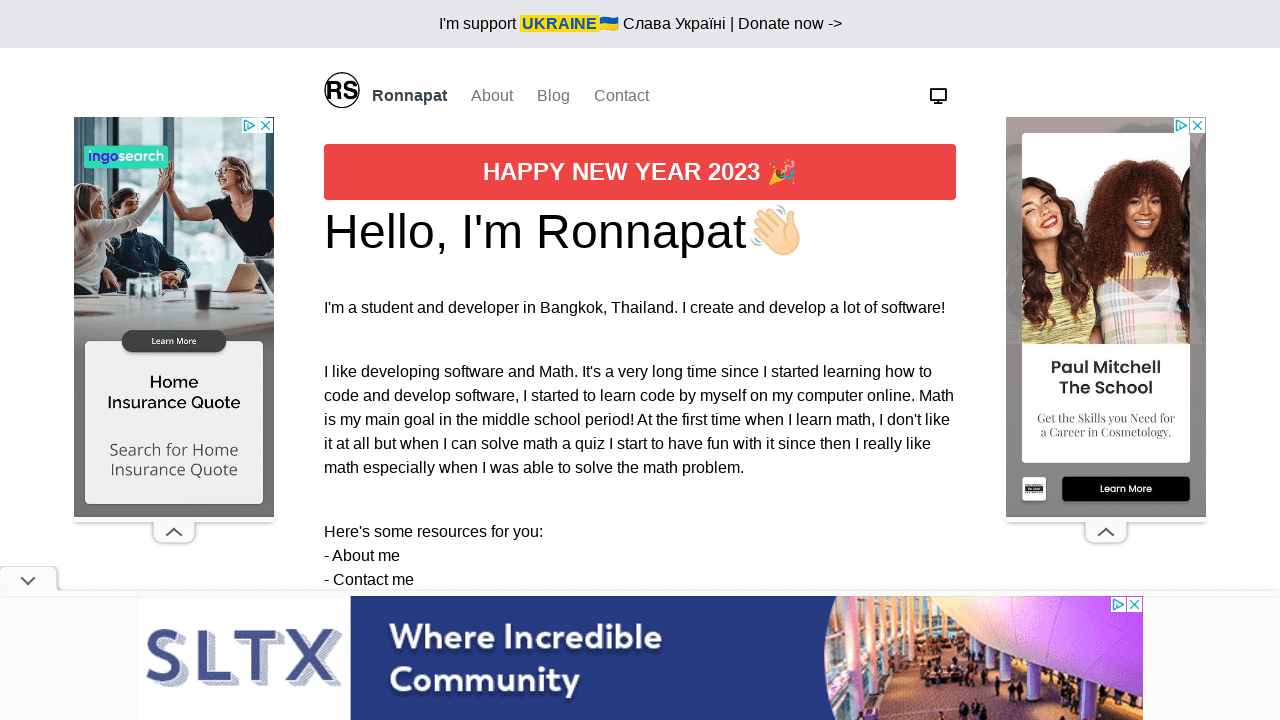 I'm support UKRAINE🇺🇦 Слава Україні | Donate now ->
RS Ronnapat About Blog Contact
ingosearch
Learn More
Home
Insurance Quote
Search for Home
Insurance Quote
HAPPY NEW YEAR 2023 🎉
Hello, I'm Ronnapat👋🏻
I'm a student and developer in Bangkok, Thailand. I create and develop a lot of software!
I like developing software and Math. It's a very long time since I started learning how to
code and develop software, I started to learn code by myself on my computer online. Math
is my main goal in the middle school period! At the first time when I learn math, I don't like
it at all but when I can solve math a quiz I start to have fun with it since then I really like
math especially when I was able to solve the math problem.
Here's some resources for you:
- About me
- Contact me
Paul Mitchell
The School
Get the Skills you Need for
a Career in Cosmetology.
Learn More
SLTX
Where Incredible
Community